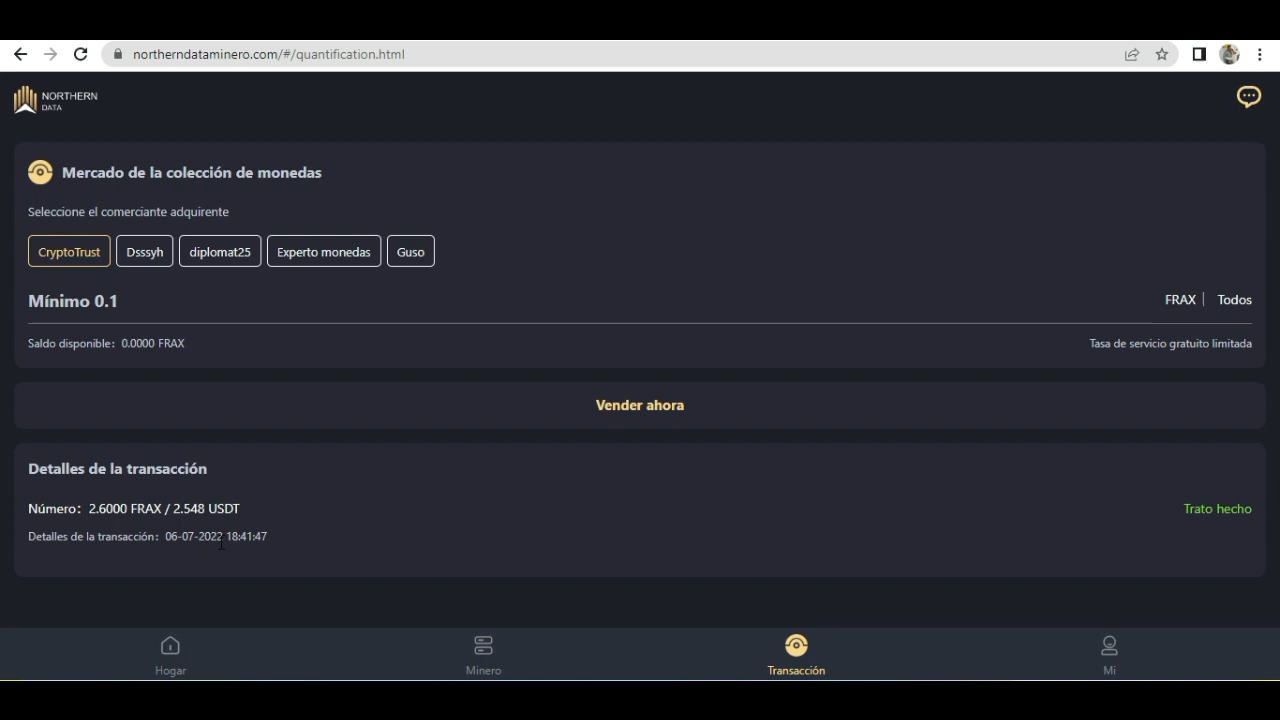 northerndataminero.com/#/quantification.html
NORTHERN
DATA
Mercado de la colección de monedas
Seleccione el comerciante adquirente
CryptoTrust Dsssyh diplomat25 Experto monedas Guso
Mínimo 0.1 FRAX | Todos
Saldo disponible: 0.0000 FRAX Tasa de servicio gratuito limitada
Vender ahora
Detalles de la transacción
Número: 2.6000 FRAX / 2.548 USDT Trato hecho
Detalles de la transacción: 06-07-2022 18:41:47
Hogar Minero Transacción Mi